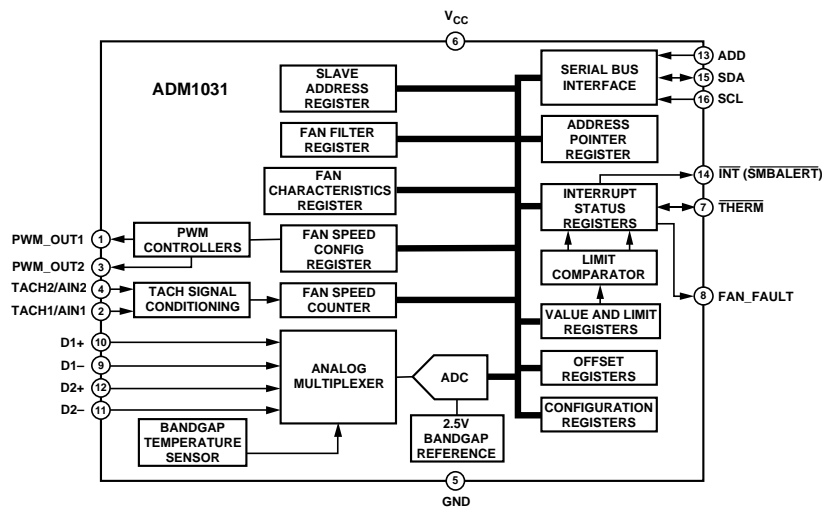 VCC
6
ADM1031
SLAVE
ADDRESS
REGISTER
FAN FILTER
REGISTER
FAN
CHARACTERISTICS
REGISTER
FAN SPEED
CONFIG
REGISTER
FAN SPEED
COUNTER
PWM
CONTROLLERS
TACH SIGNAL
CONDITIONING
PWM_OUT1
1
PWM_OUT2
3
TACH2/AIN2
4
TACH1/AIN1
2
D1+
10
D1–
9
D2+
12
D2–
11
BANDGAP
TEMPERATURE
SENSOR
ANALOG
MULTIPLEXER
ADC
2.5V
BANDGAP
REFERENCE
SERIAL BUS
INTERFACE
ADDRESS
POINTER
REGISTER
INTERRUPT
STATUS
REGISTERS
LIMIT
COMPARATOR
VALUE AND LIMIT
REGISTERS
OFFSET
REGISTERS
CONFIGURATION
REGISTERS
13 ADD
15 SDA
16 SCL
14 INT (SMBALERT)
7 THERM
8 FAN_FAULT
5
GND